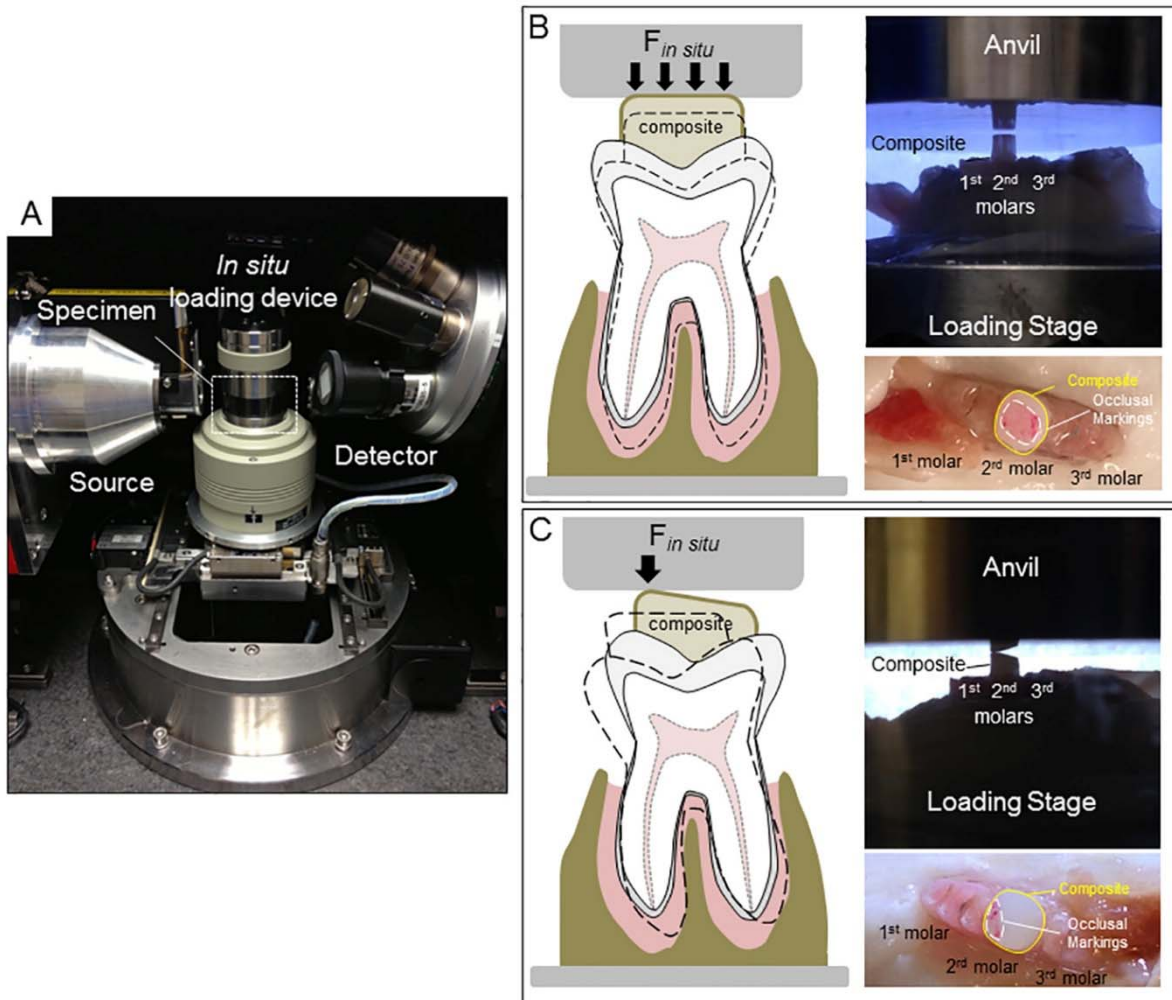 A
In situ
loading device
Specimen
Source
Detector
B
F in situ
composite
Anvil
Composite
1st 2nd 3rd
molars
Loading Stage
Composite
Occlusal
Markings
1st molar
2rd molar
3rd molar
C
F in situ
composite
Anvil
Composite
1st 2nd 3rd
molars
Loading Stage
Composite
Occlusal
Markings
1st molar
2rd molar
3rd molar